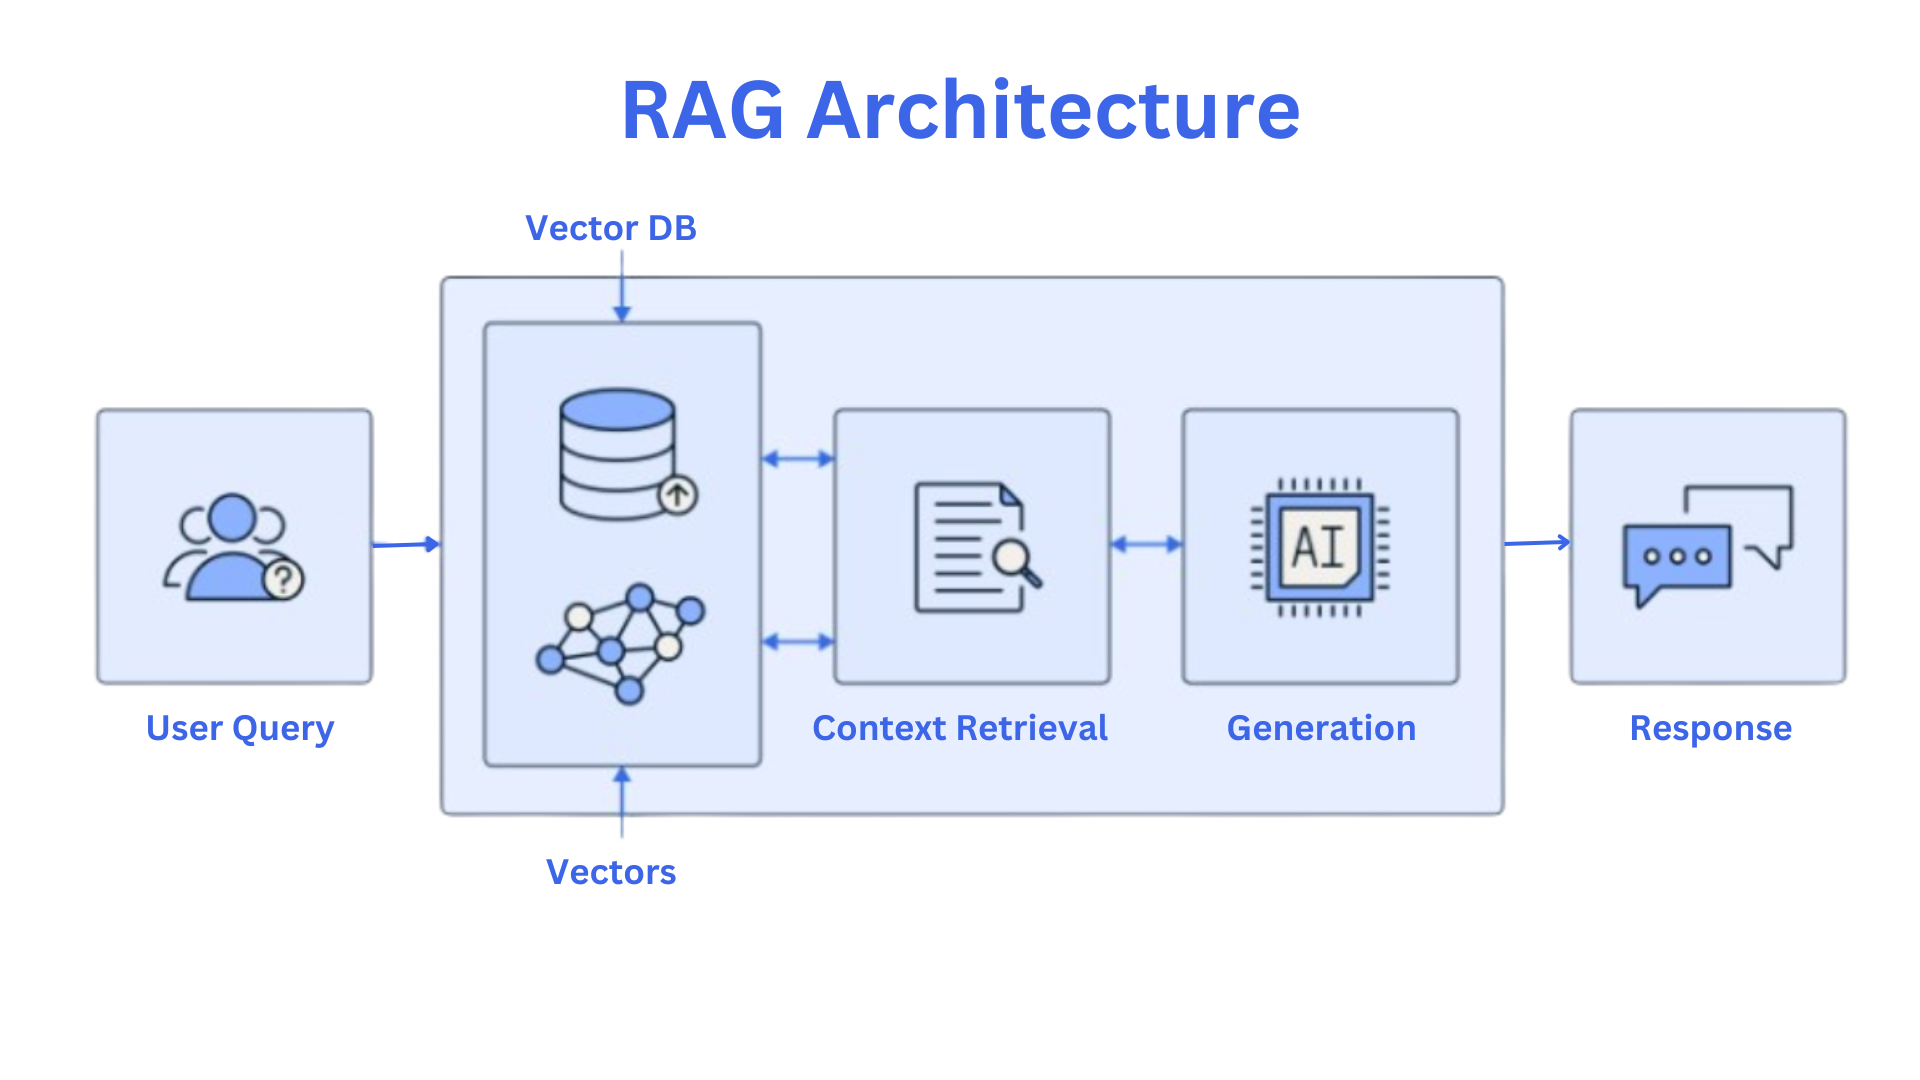 RAG Architecture
Vector DB
?
AI
User Query
Context Retrieval
Generation
Response
Vectors